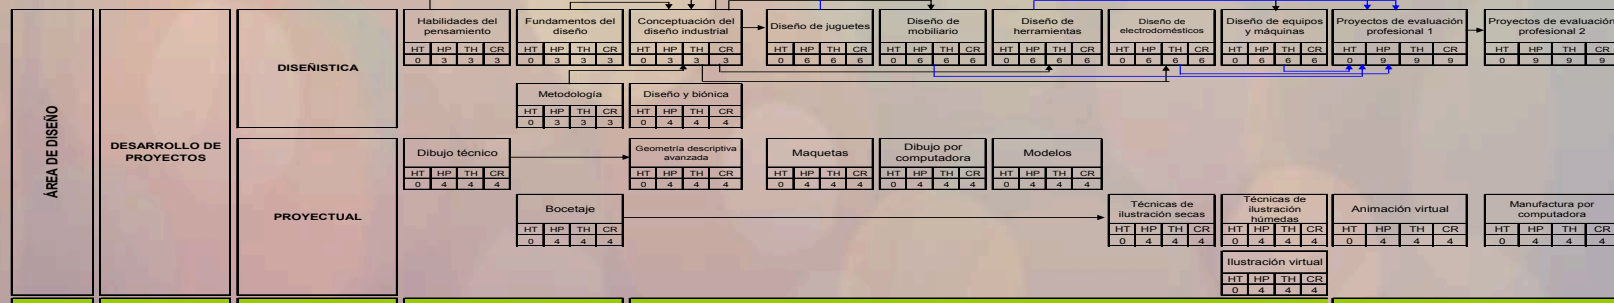 ÁREA DE DISEÑO
DESARROLLO DE
PROYECTOS
DISEÑISTICA
Habilidades del
pensamiento
HT HP TH CR
0 3 3 3
Fundamentos del
diseño
HT HP TH CR
0 3 3 3
Conceptuación del
diseño industrial
HT HP TH CR
0 3 3 3
Diseño de juguetes
HT HP TH CR
0 6 6 6
Diseño de
mobiliario
HT HP TH CR
0 6 6 6
Diseño de
herramientas
HT HP TH CR
0 6 6 6
Diseño de
electrodomésticos
HT HP TH CR
0 6 6 6
Diseño de equipos
y máquinas
HT HP TH CR
0 6 6 6
Proyectos de evaluación
profesional 1
HT HP TH CR
0 9 9 9
Proyectos de evaluación
profesional 2
HT HP TH CR
0 9 9 9
Metodología
HT HP TH CR
0 3 3 3
Diseño y biónica
HT HP TH CR
0 4 4 4
PROYECTUAL
Dibujo técnico
HT HP TH CR
0 4 4 4
Geometría descriptiva
avanzada
HT HP TH CR
0 4 4 4
Maquetas
HT HP TH CR
0 4 4 4
Dibujo por
computadora
HT HP TH CR
0 4 4 4
Modelos
HT HP TH CR
0 4 4 4
Bocetaje
HT HP TH CR
0 4 4 4
Técnicas de
ilustración secas
HT HP TH CR
0 4 4 4
Técnicas de
ilustración
húmedas
HT HP TH CR
0 4 4 4
Animación virtual
HT HP TH CR
0 4 4 4
Manufactura por
computadora
HT HP TH CR
0 4 4 4
Ilustración virtual
HT HP TH CR
0 4 4 4